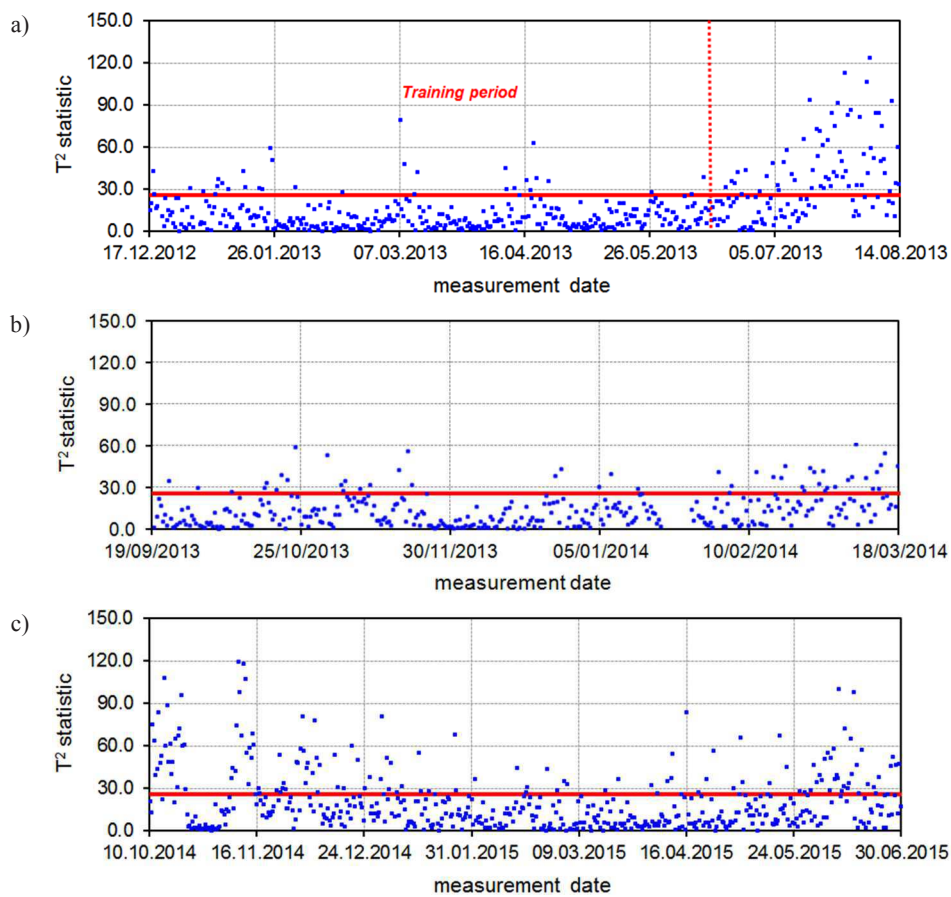 a)
T² statistic
150.0
120.0
90.0
60.0
30.0
0.0
Training period
17.12.2012 26.01.2013 07.03.2013 16.04.2013 26.05.2013 05.07.2013 14.08.2013
measurement date
b)
T² statistic
150.0
120.0
90.0
60.0
30.0
0.0
19/09/2013 25/10/2013 30/11/2013 05/01/2014 10/02/2014 18/03/2014
measurement date
c)
T² statistic
150.0
120.0
90.0
60.0
30.0
0.0
10.10.2014 16.11.2014 24.12.2014 31.01.2015 09.03.2015 16.04.2015 24.05.2015 30.06.2015
measurement date